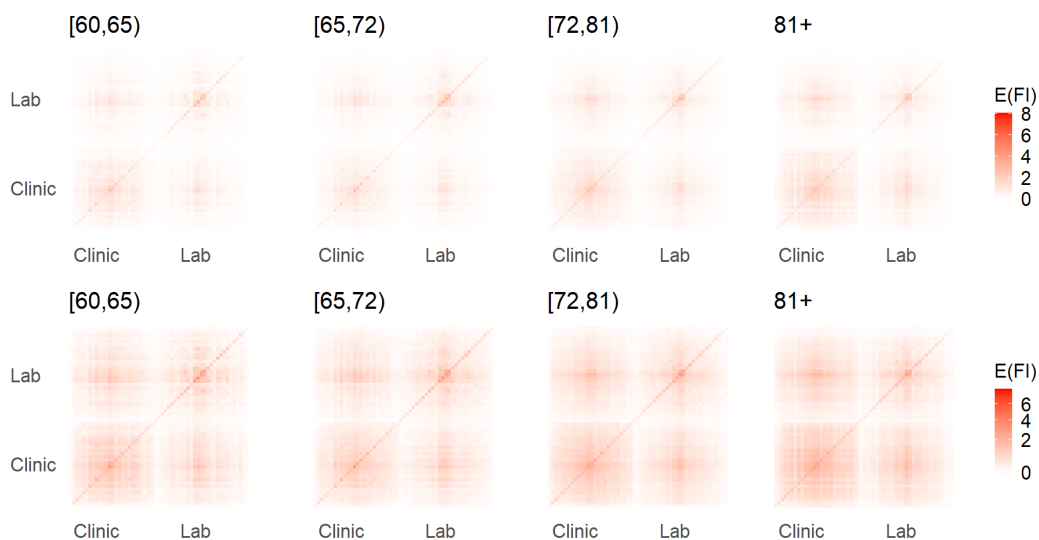 [60,65) [65,72) [72,81) 81+
Lab
Clinic
Clinic Lab Clinic Lab Clinic Lab Clinic Lab
E(FI)
8
6
4
2
0
[60,65) [65,72) [72,81) 81+
Lab
Clinic
Clinic Lab Clinic Lab Clinic Lab Clinic Lab
E(FI)
6
4
2
0